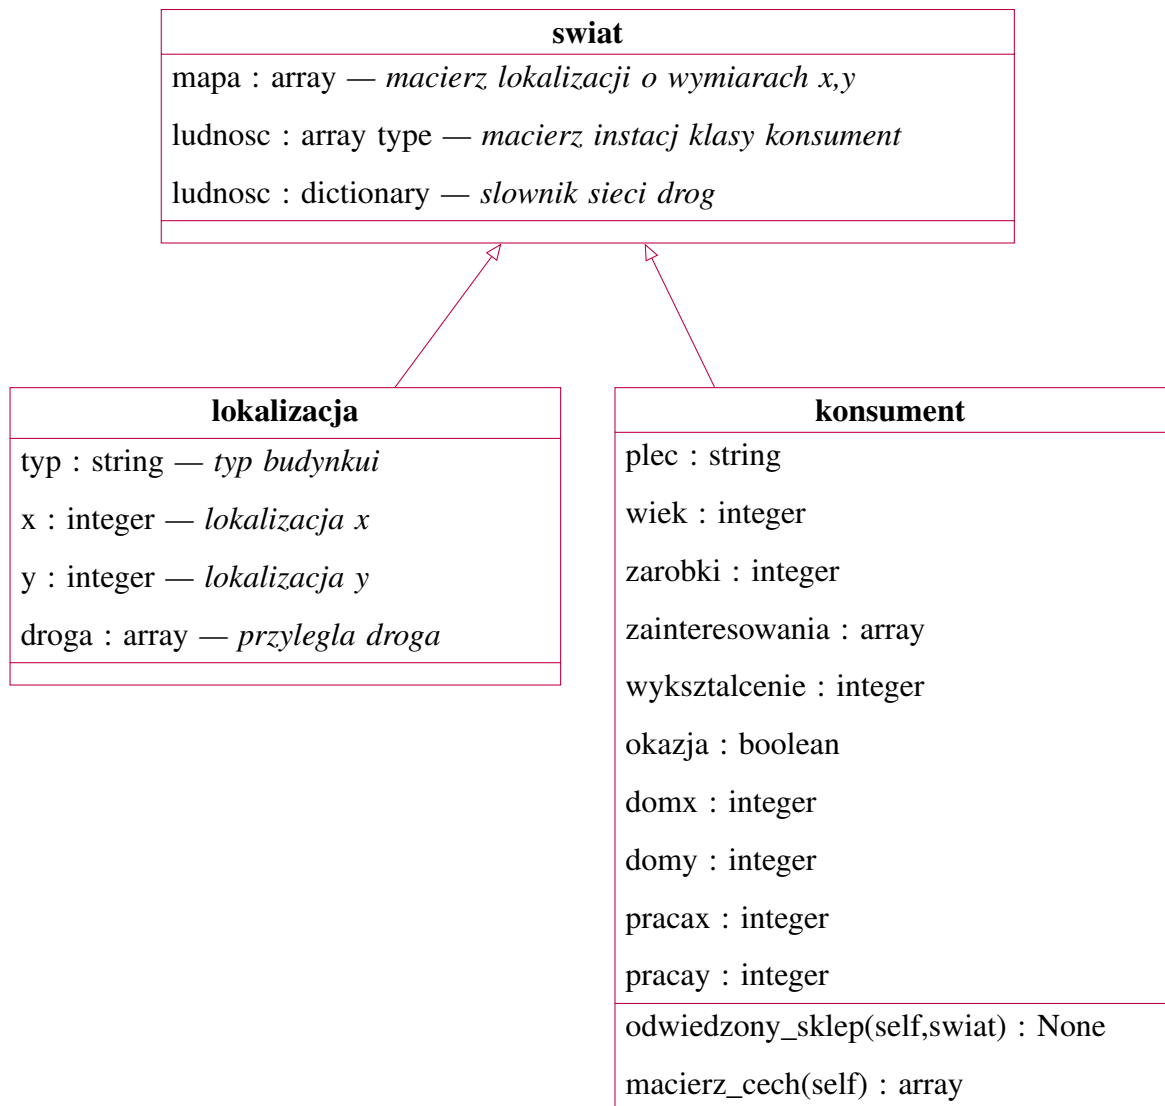 swiat
mapa : array — macierz lokalizacji o wymiarach x,y
ludnosc : array type — macierz instacj klasy konsument
ludnosc : dictionary — slownik sieci drog
lokalizacja
typ : string — typ budynkui
x : integer — lokalizacja x
y : integer — lokalizacja y
droga : array — przylegla droga
konsument
plec : string
wiek : integer
zarobki : integer
zainteresowania : array
wyksztalcenie : integer
okazja : boolean
domx : integer
domy : integer
pracax : integer
pracay : integer
odwiedzony_sklep(self,swiat) : None
macierz_cech(self) : array